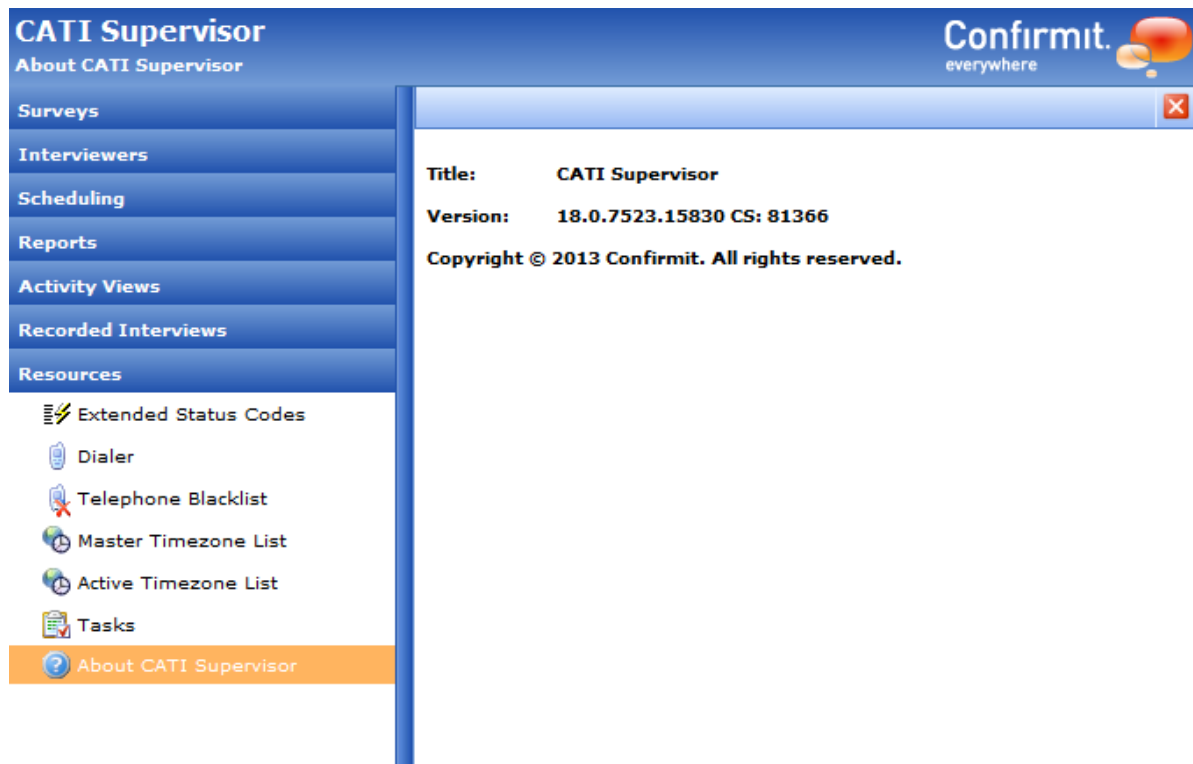 CATI Supervisor
About CATI Supervisor
Confirmit.
everywhere
Surveys
Interviewers
Scheduling
Reports
Activity Views
Recorded Interviews
Resources
Extended Status Codes
Dialer
Telephone Blacklist
Master Timezone List
Active Timezone List
Tasks
About CATI Supervisor
Title: CATI Supervisor
Version: 18.0.7523.15830 CS: 81366
Copyright © 2013 Confirmit. All rights reserved.